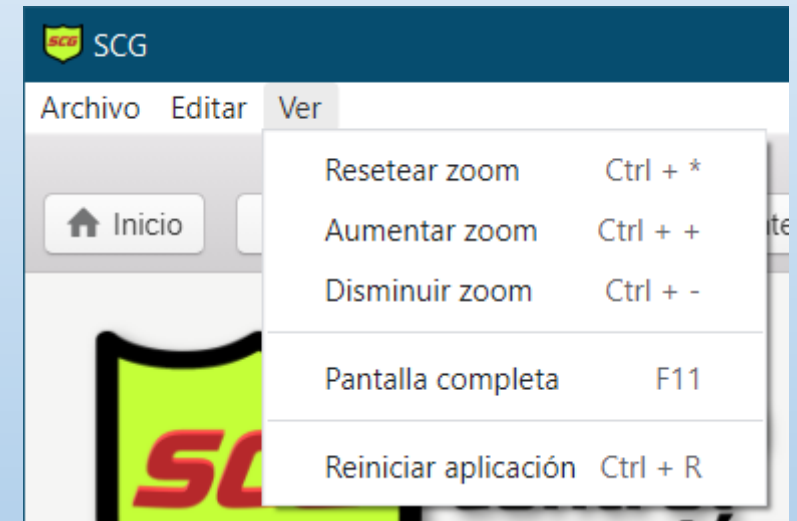 SCG SCG
Archivo Editar Ver
Resetear zoom Ctrl + *
Inicio
Aumentar zoom Ctrl + +
Disminuir zoom Ctrl + -
Pantalla completa F11
Reiniciar aplicación Ctrl + R